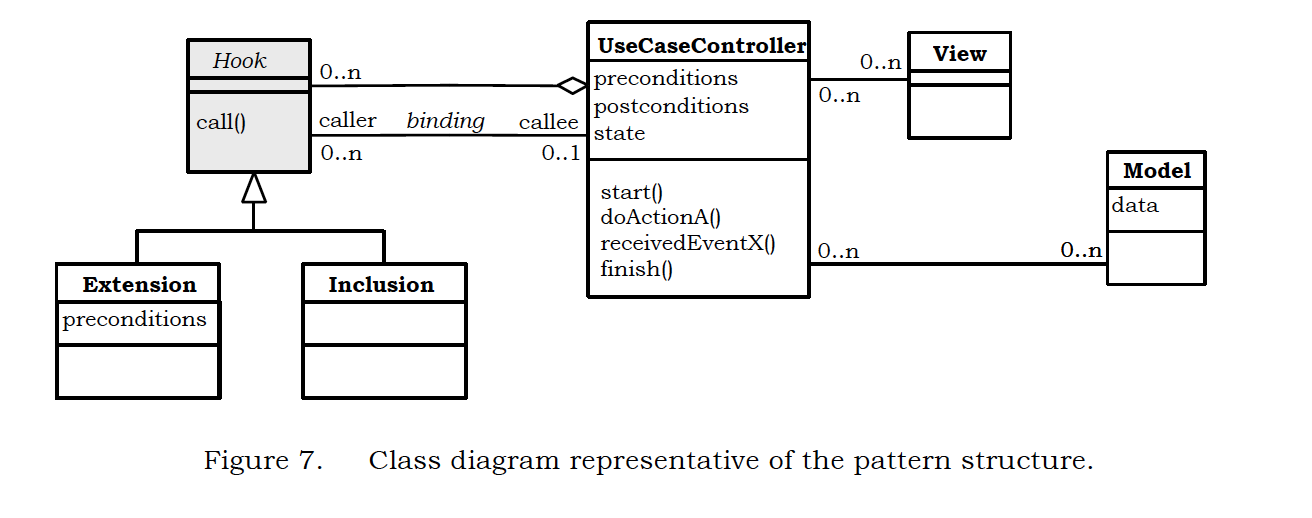 Hook
call()
0..n
caller binding callee
0..n
0..1
UseCaseController
preconditions
postconditions
state
start()
doActionA()
receivedEventX()
finish()
0..n
0..n
View
0..n
0..n
Model
data
Extension
preconditions
Inclusion
Figure 7. Class diagram representative of the pattern structure.